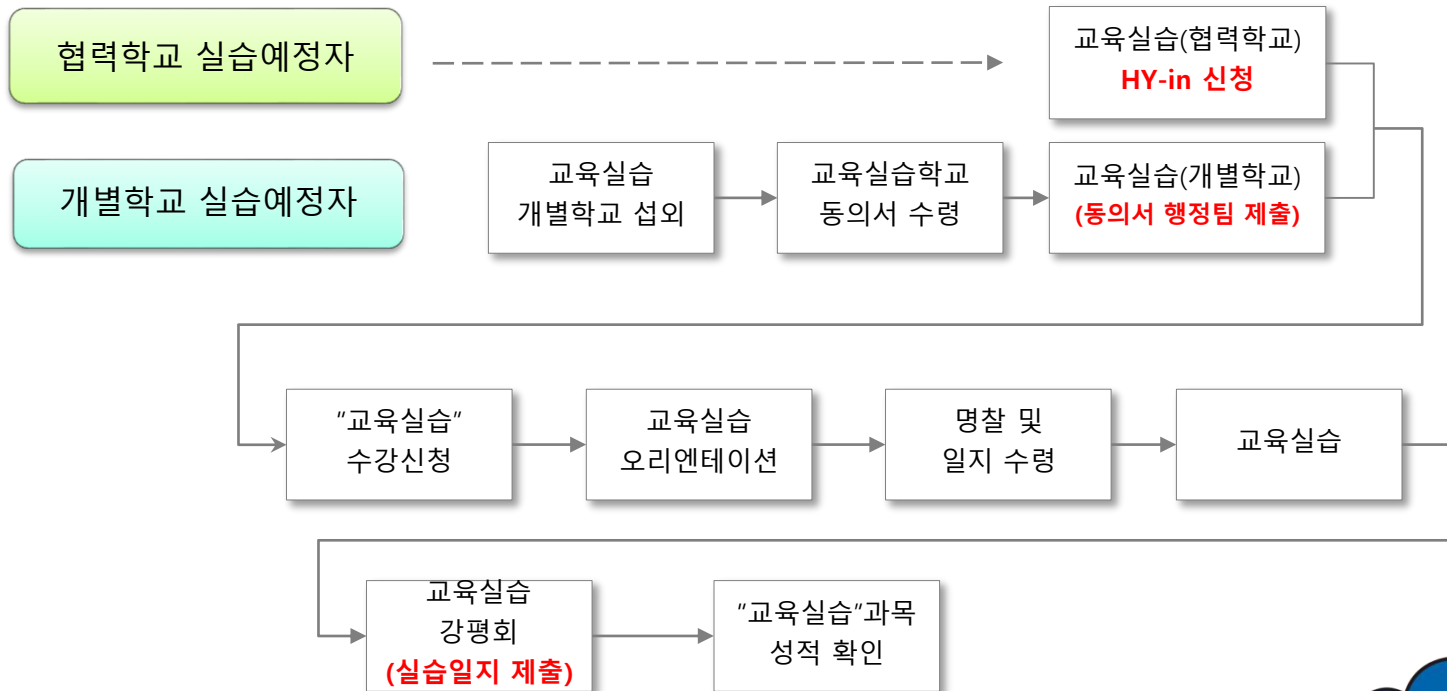 협력학교 실습예정자
교육실습(협력학교)
HY-in 신청
개별학교 실습예정자
교육실습
개별학교 섭외
교육실습학교
동의서 수령
교육실습(개별학교)
(동의서 행정팀 제출)
"교육실습"
수강신청
교육실습
오리엔테이션
명찰 및
일지 수령
교육실습
교육실습
강평회
(실습일지 제출)
"교육실습"과목
성적 확인